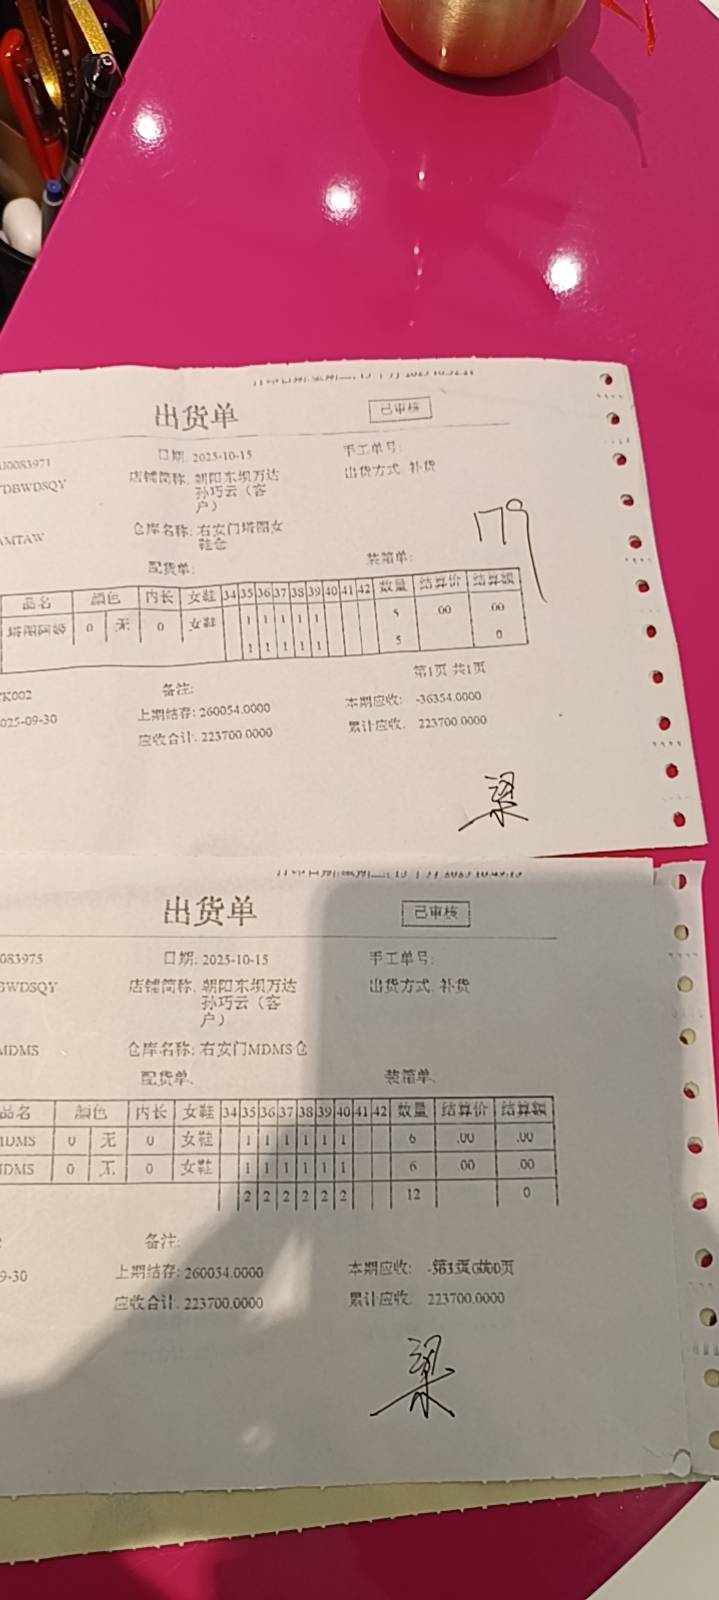 出货单 已审核
J0083971 日期: 2025-10-15 手工单号:
DBWDSQY 店铺简称: 朝阳东坝万达 出货方式: 补货
孙巧云（客
户）
AMTAW 仓库名称: 右安门塔图女
鞋仓
179
配货单: 装箱单:
品名 颜色 内长 女鞋 34 35 36 37 38 39 40 41 42 数量 结算价 结算额
0 无 0 女鞋 1 1 1 1 1 5 .00 .00
1 1 1 1 1 5 0
第1页 共1页
K002 备注:
025-09-30 上期结存: 260054.0000 本期应收: -36354.0000
应收合计: 223700.0000 累计应收: 223700.0000
梁
出货单 已审核
083975 日期: 2025-10-15 手工单号:
BWDSQY 店铺简称: 朝阳东坝万达 出货方式: 补货
孙巧云（客
户）
MDMS 仓库名称: 右安门MDMS仓
配货单: 装箱单:
品名 颜色 内长 女鞋 34 35 36 37 38 39 40 41 42 数量 结算价 结算额
MDMS 0 无 0 女鞋 1 1 1 1 1 1 6 .00 .00
MDMS 0 无 0 女鞋 1 1 1 1 1 1 6 .00 .00
2 2 2 2 2 2 12 0
备注:
9-30 上期结存: 260054.0000 本期应收:
应收合计: 223700.0000 累计应收: 223700.0000
梁